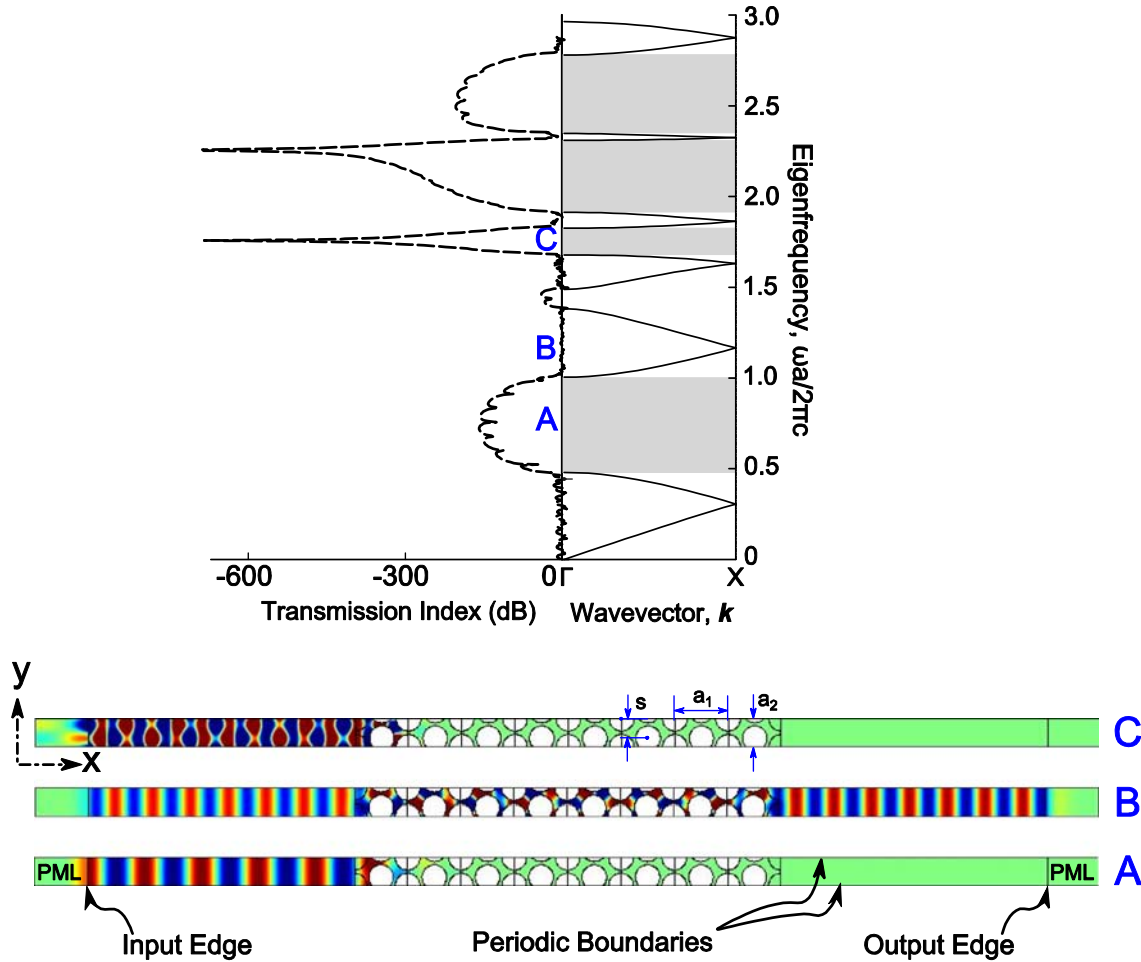 3.0
2.5
2.0
1.5
1.0
0.5
0
Eigenfrequency, ωa/2πc
C
B
A
-600
-300
0Γ
X
Transmission Index (dB)
Wavevector, k
y
x
s
a1
a2
C
B
A
PML
PML
Input Edge
Periodic Boundaries
Output Edge